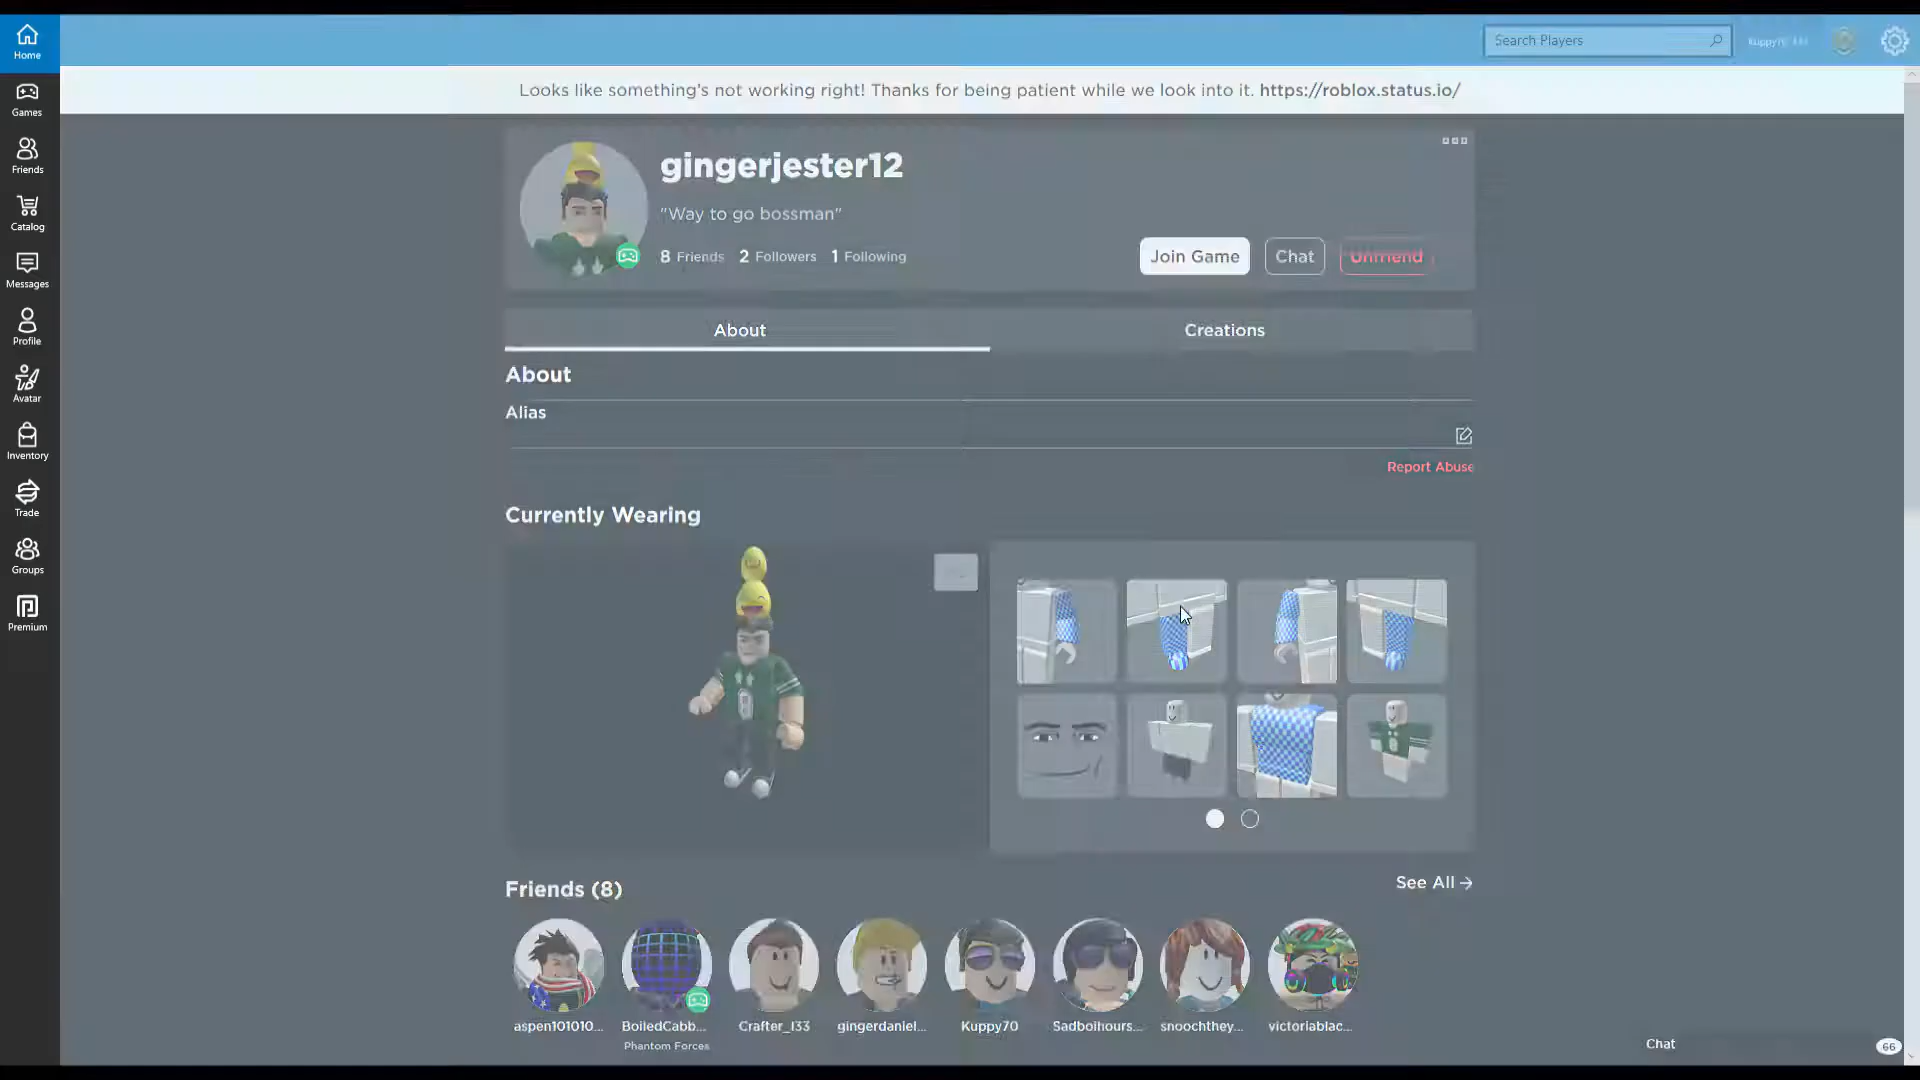 Home
Search Players
Games
Looks like something's not working right! Thanks for being patient while we look into it. https://roblox.status.io/
Friends
Catalog
Messages
Profile
Avatar
Inventory
Trade
Groups
Premium
gingerjester12
"Way to go bossman"
8 Friends 2 Followers 1 Following
Join Game
Chat
Unfriend
About
Creations
About
Alias
Report Abuse
Currently Wearing
Friends (8)
See All →
aspen101010...
BoiledCabb...
Phantom Forces
Crafter_l33
gingerdaniel...
Kuppy70
Sadboihours...
snoochthey...
victoriablac...
Chat
66